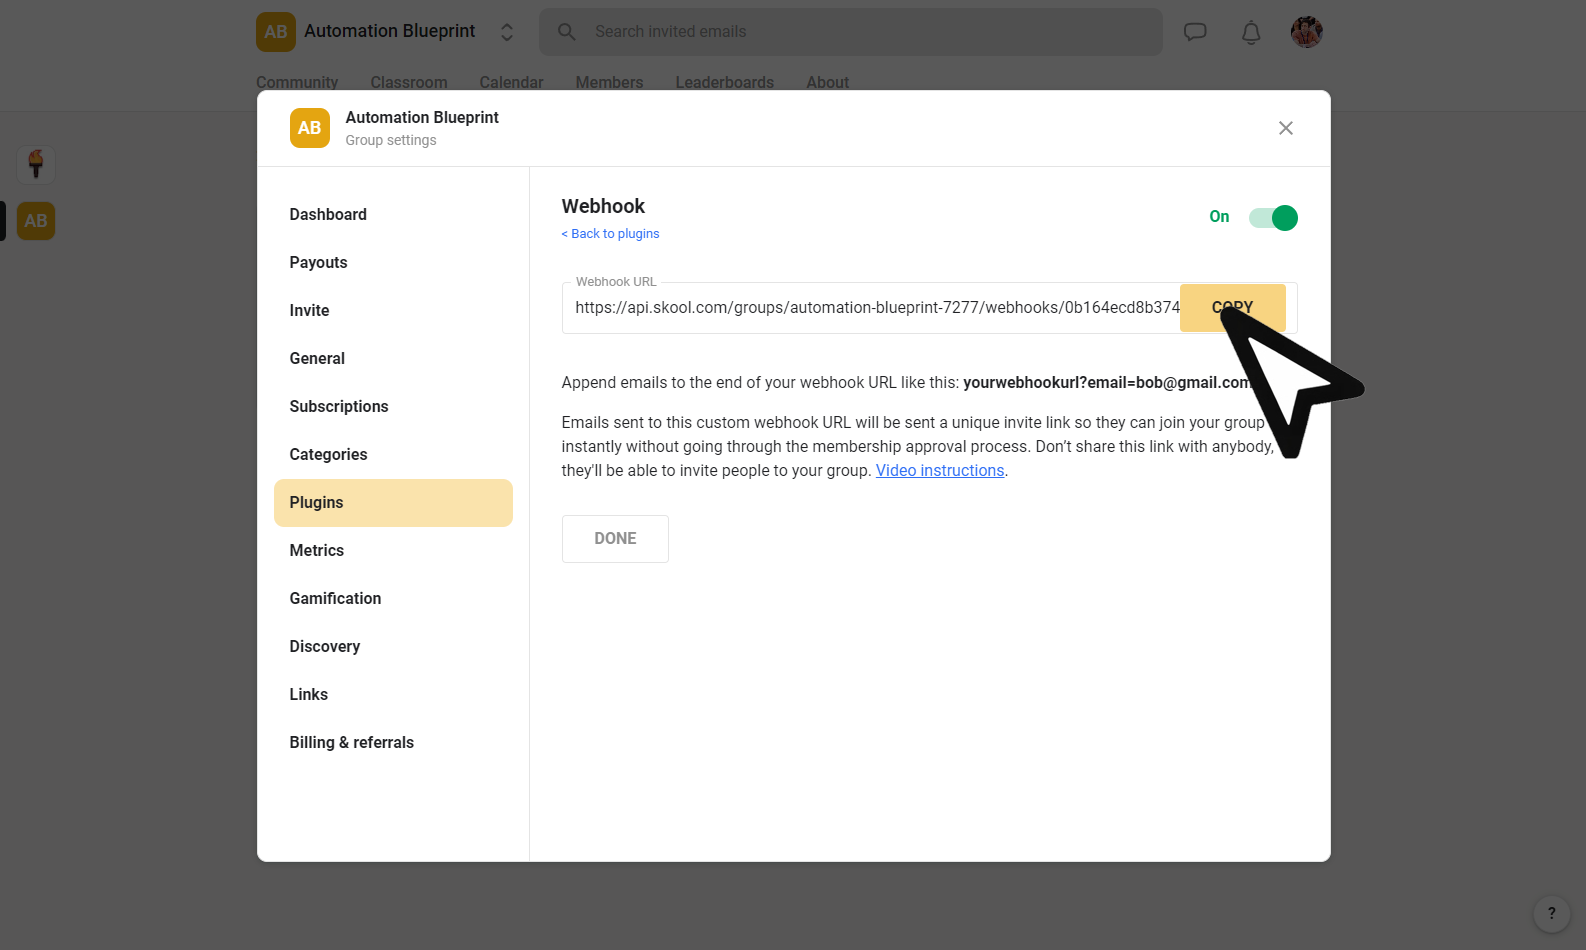 AB Automation Blueprint
Search invited emails
Community Classroom Calendar Members Leaderboards About
AB Automation Blueprint
Group settings
AB
Dashboard
Payouts
Invite
General
Subscriptions
Categories
Plugins
Metrics
Gamification
Discovery
Links
Billing & referrals
Webhook
On
< Back to plugins
Webhook URL
https://api.skool.com/groups/automation-blueprint-7277/webhooks/0b164ecd8b374
COPY
Append emails to the end of your webhook URL like this: yourwebhookurl?email=bob@gmail.com
Emails sent to this custom webhook URL will be sent a unique invite link so they can join your group
instantly without going through the membership approval process. Don’t share this link with anybody,
they'll be able to invite people to your group. Video instructions.
DONE
?